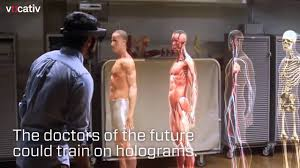 vocativ
The doctors of the future
could train on holograms.